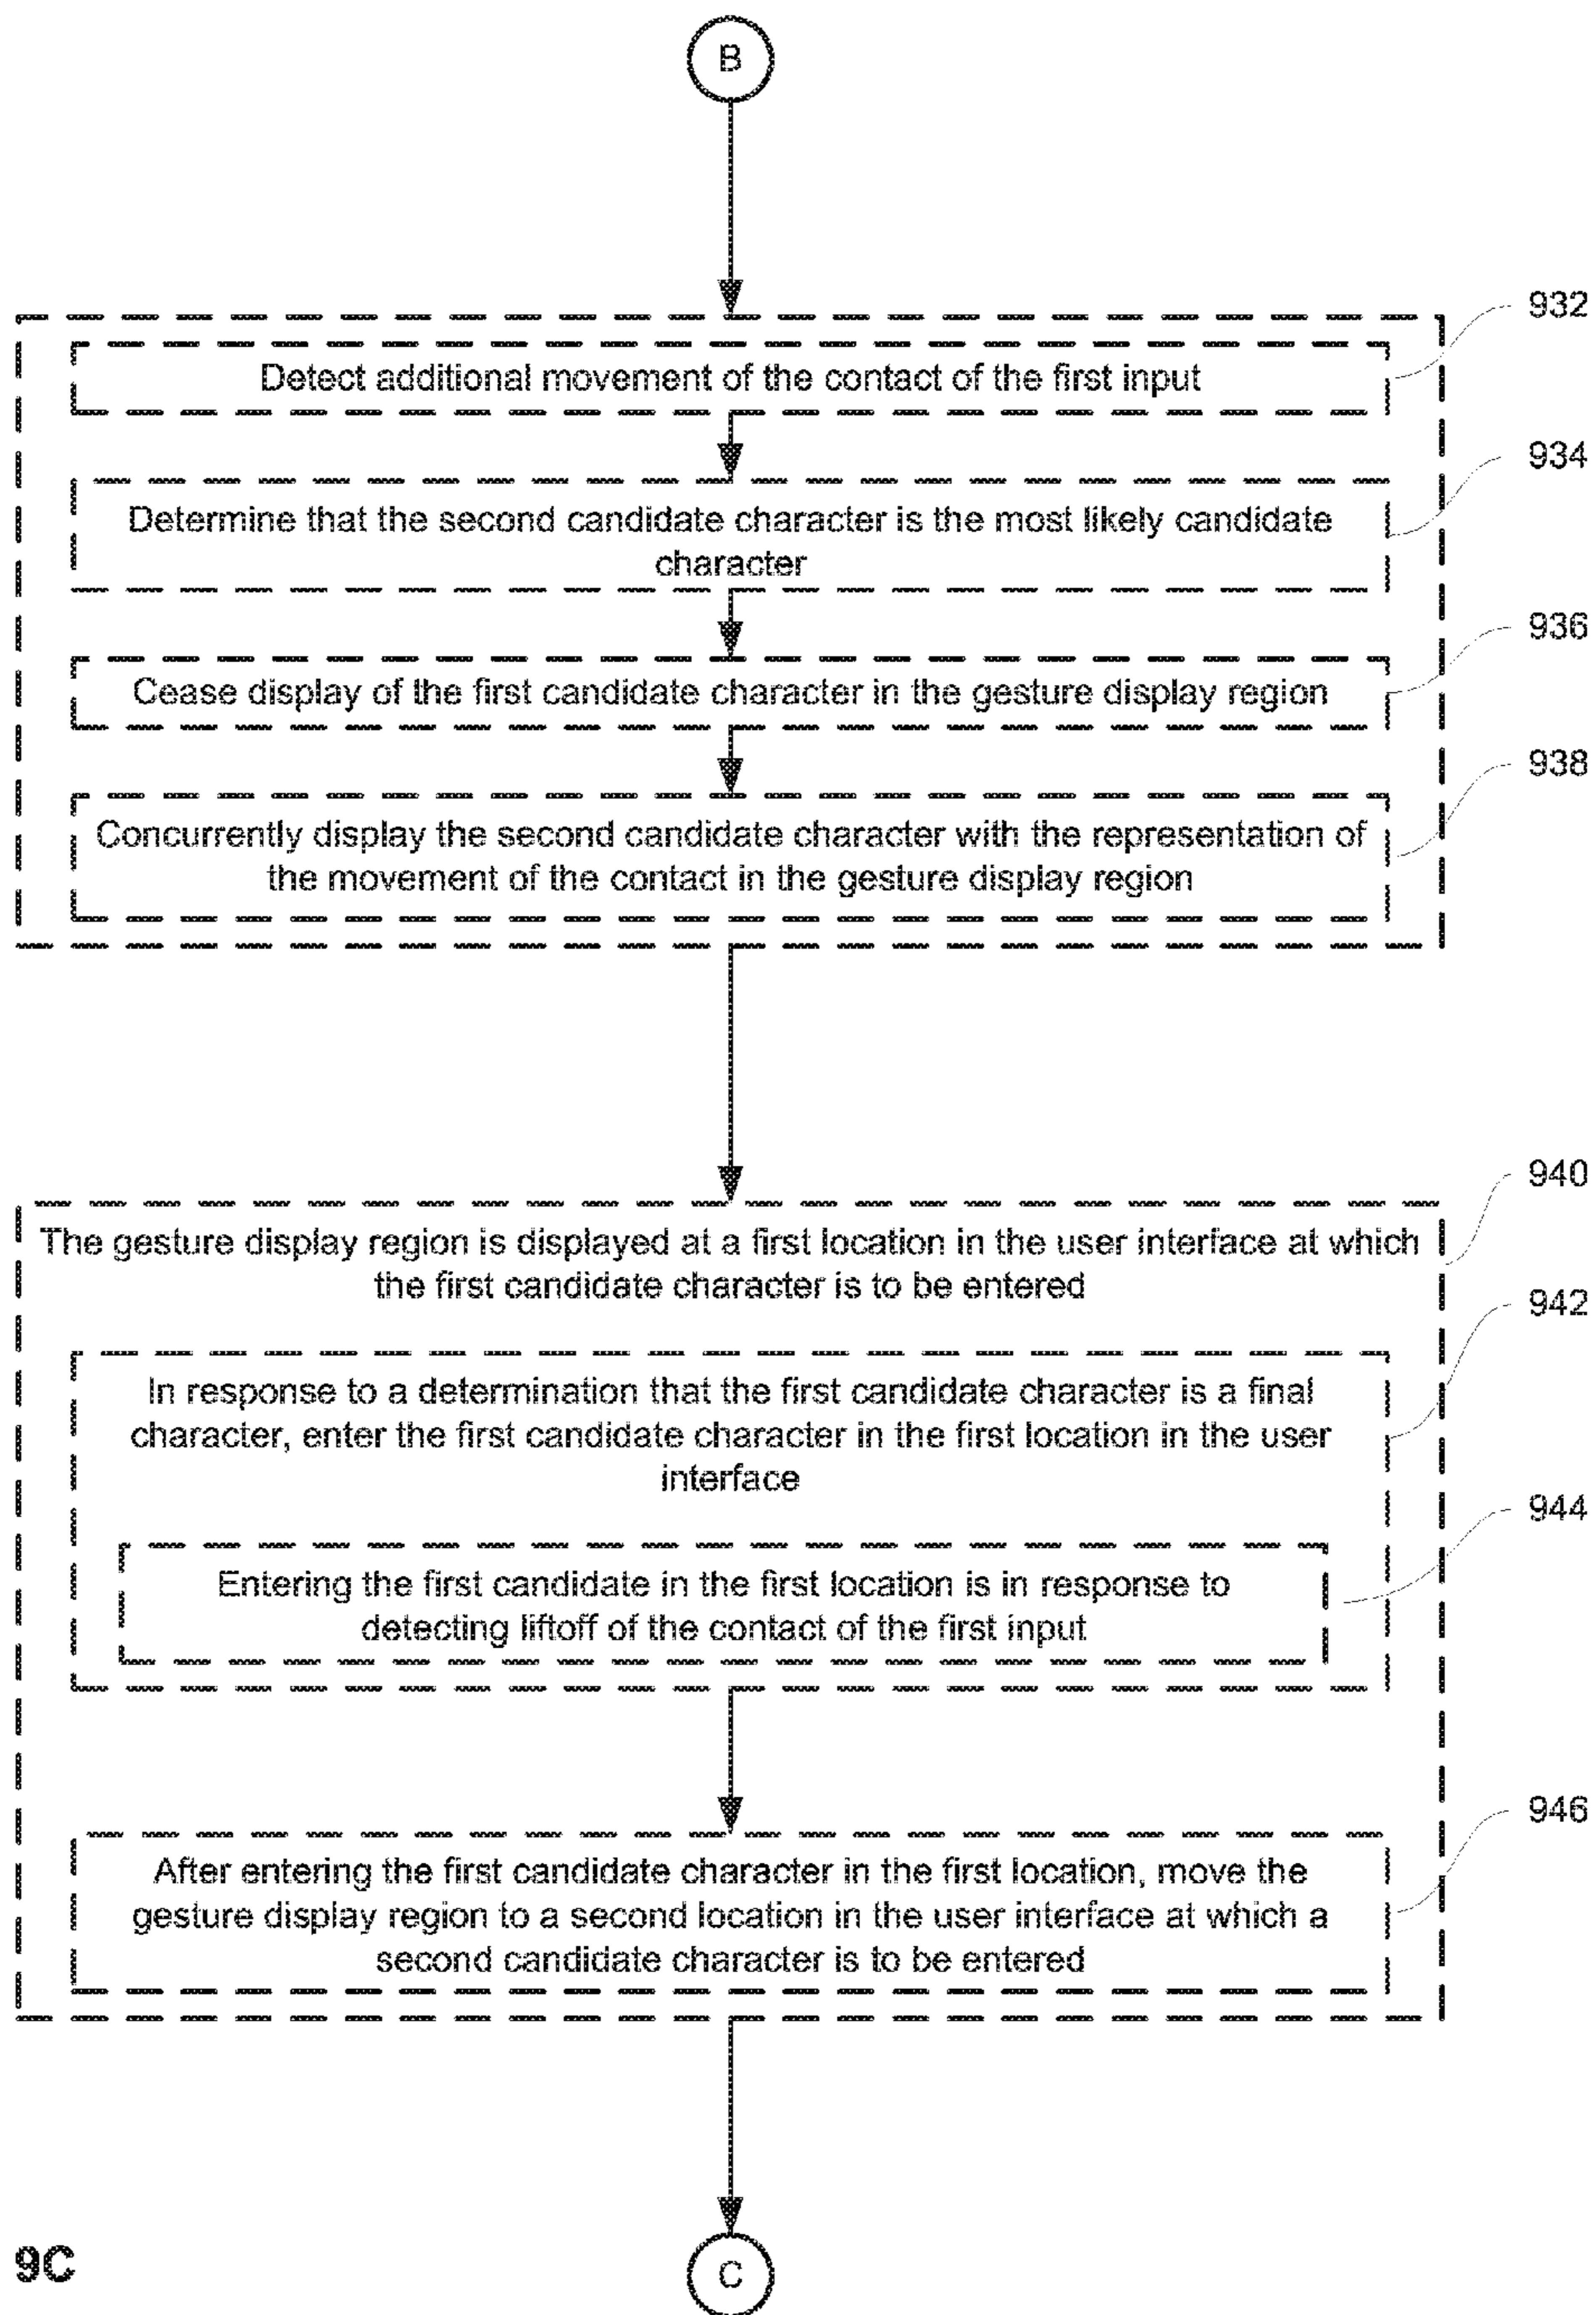 B
932
Detect additional movement of the contact of the first input
934
Determine that the second candidate character is the most likely candidate
character
936
Cease display of the first candidate character in the gesture display region
938
Concurrently display the second candidate character with the representation of
the movement of the contact in the gesture display region
940
The gesture display region is displayed at a first location in the user interface at which
the first candidate character is to be entered
942
In response to a determination that the first candidate character is a final
character, enter the first candidate character in the first location in the user
interface
944
Entering the first candidate in the first location is in response to
detecting liftoff of the contact of the first input
946
After entering the first candidate character in the first location, move the
gesture display region to a second location in the user interface at which a
second candidate character is to be entered
9C
C